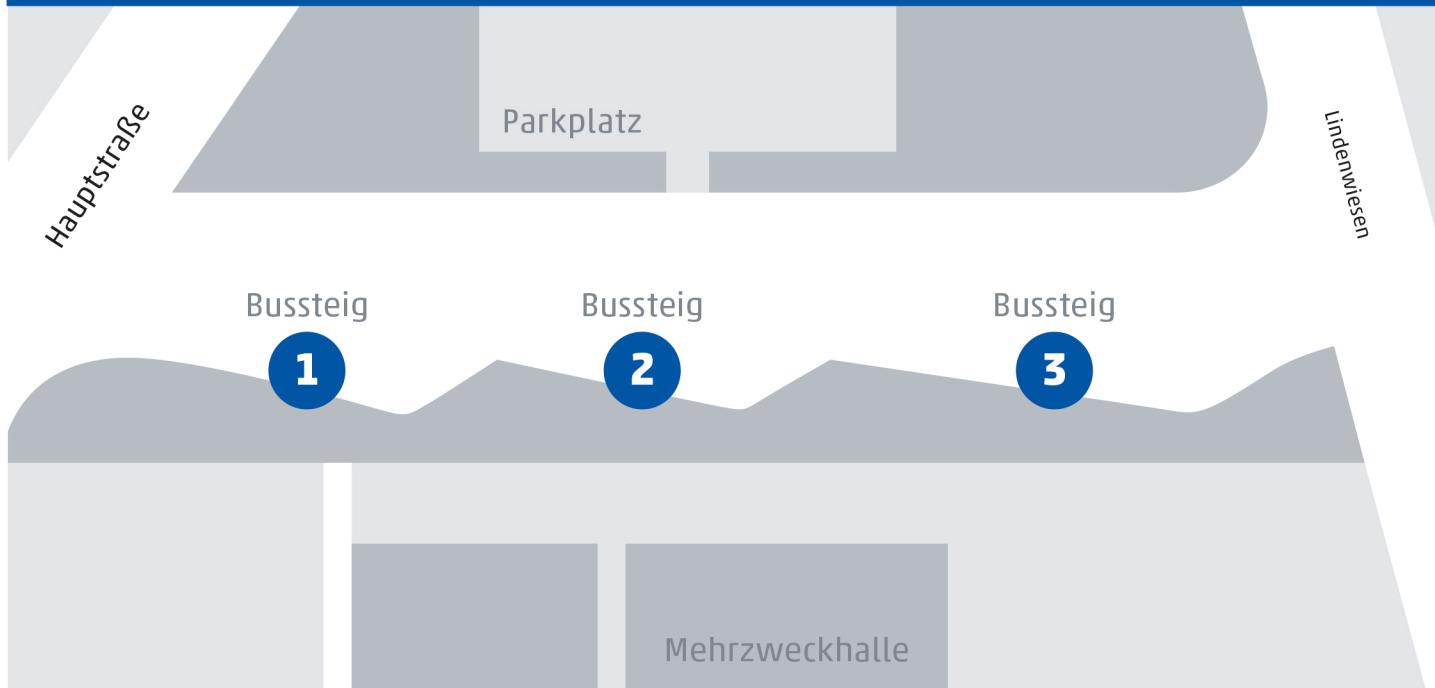 Parkplatz
Hauptstraße
Lindenwiesen
Bussteig
1
Bussteig
2
Bussteig
3
Mehrzweckhalle